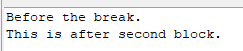 Before the break.
This is after second block.